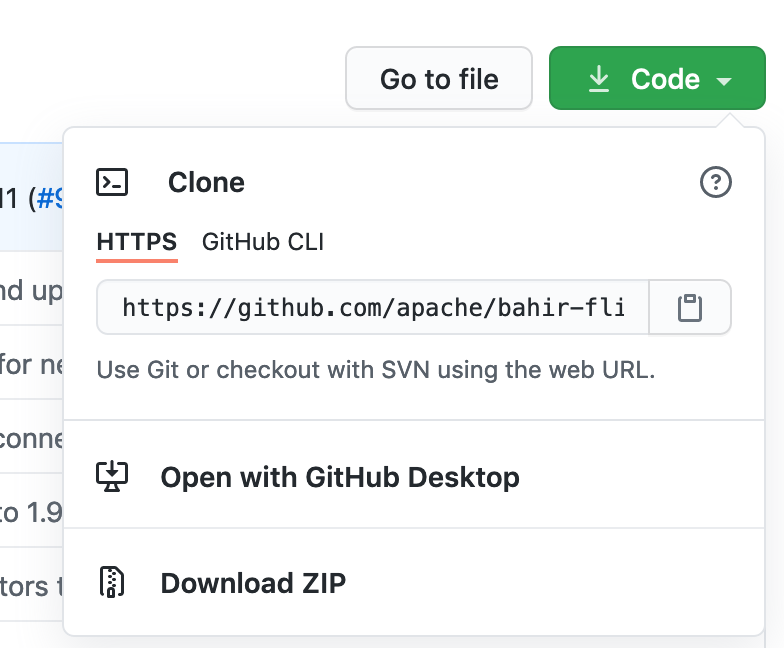 Go to file
Code
Clone
HTTPS GitHub CLI
https://github.com/apache/bahir-fli
Use Git or checkout with SVN using the web URL.
Open with GitHub Desktop
Download ZIP
11 (#9
nd up
for ne
conne
to 1.9
tors t